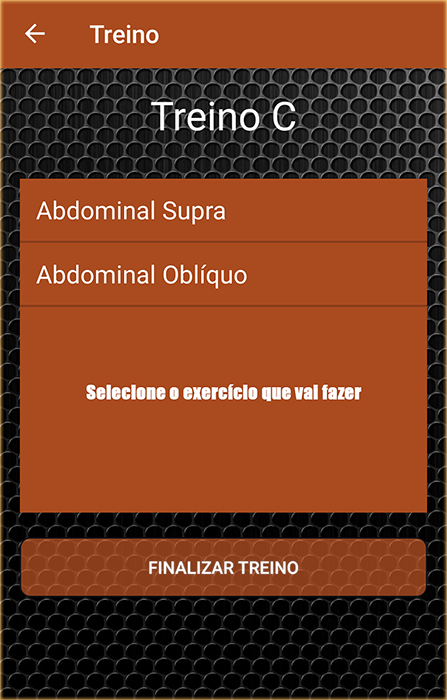 Treino
Treino C
Abdominal Supra
Abdominal Oblíquo
Selecione o exercício que vai fazer
FINALIZAR TREINO